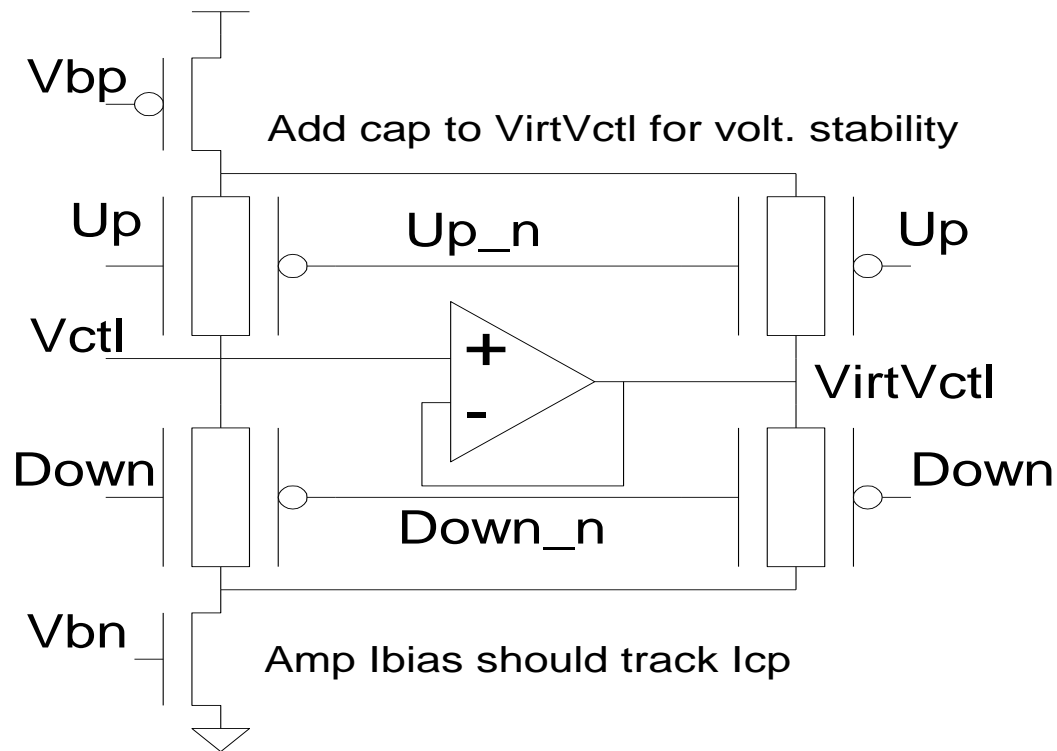 Vbp
Add cap to VirtVctl for volt. stability
Up
Up_n
Up
Vctl
+
-
VirtVctl
Down
Down_n
Down
Vbn
Amp Ibias should track Icp